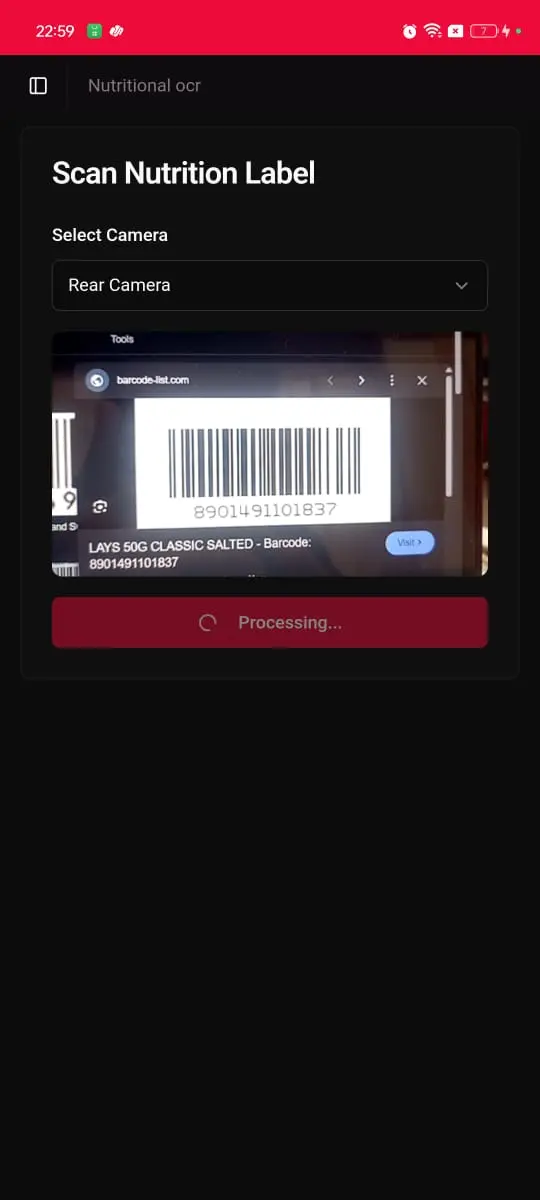 22:59
7
Nutritional ocr
Scan Nutrition Label
Select Camera
Rear Camera
Tools
barcode-list.com
9
8901491101837
and S
LAYS 50G CLASSIC SALTED - Barcode:
8901491101837
Visit >
Processing...